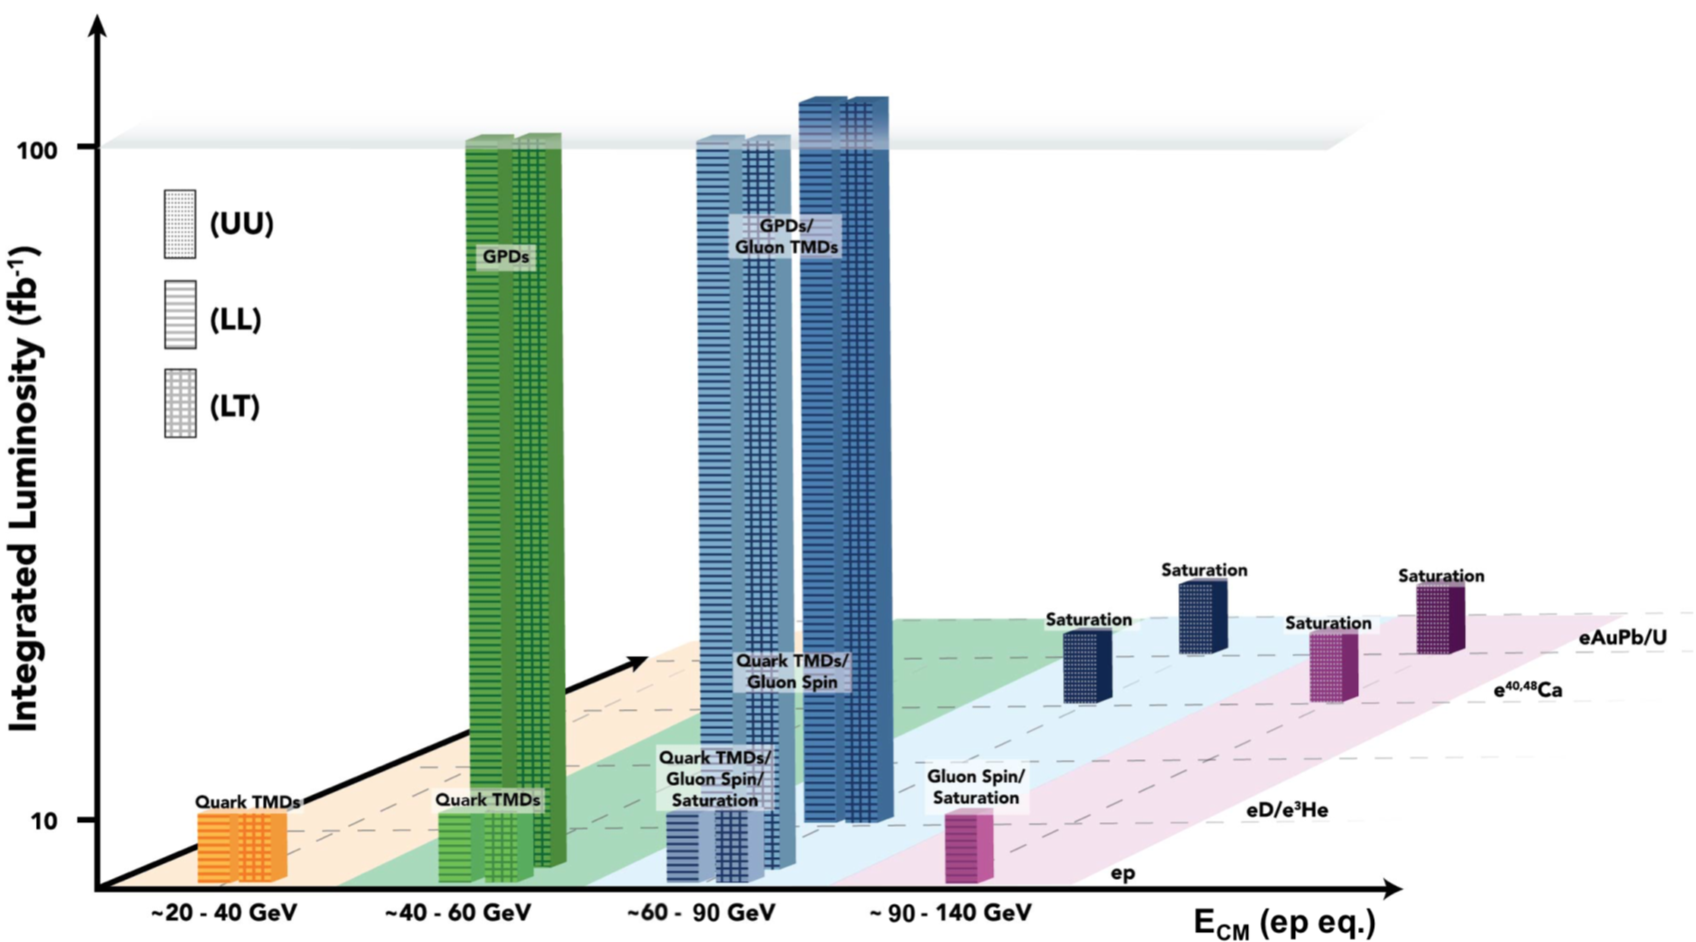 Integrated Luminosity (fb⁻¹)
100
10
(UU)
(LL)
(LT)
GPDs
GPDs/
Gluon TMDs
Quark TMDs/
Gluon Spin
Saturation
Saturation
Saturation
Saturation
eAuPb/U
e⁴⁰,⁴⁸Ca
eD/e³He
ep
Quark TMDs
Quark TMDs
Quark TMDs/
Gluon Spin/
Saturation
Gluon Spin/
Saturation
~20 - 40 GeV
~40 - 60 GeV
~60 - 90 GeV
~ 90 - 140 GeV
E_CM (ep eq.)